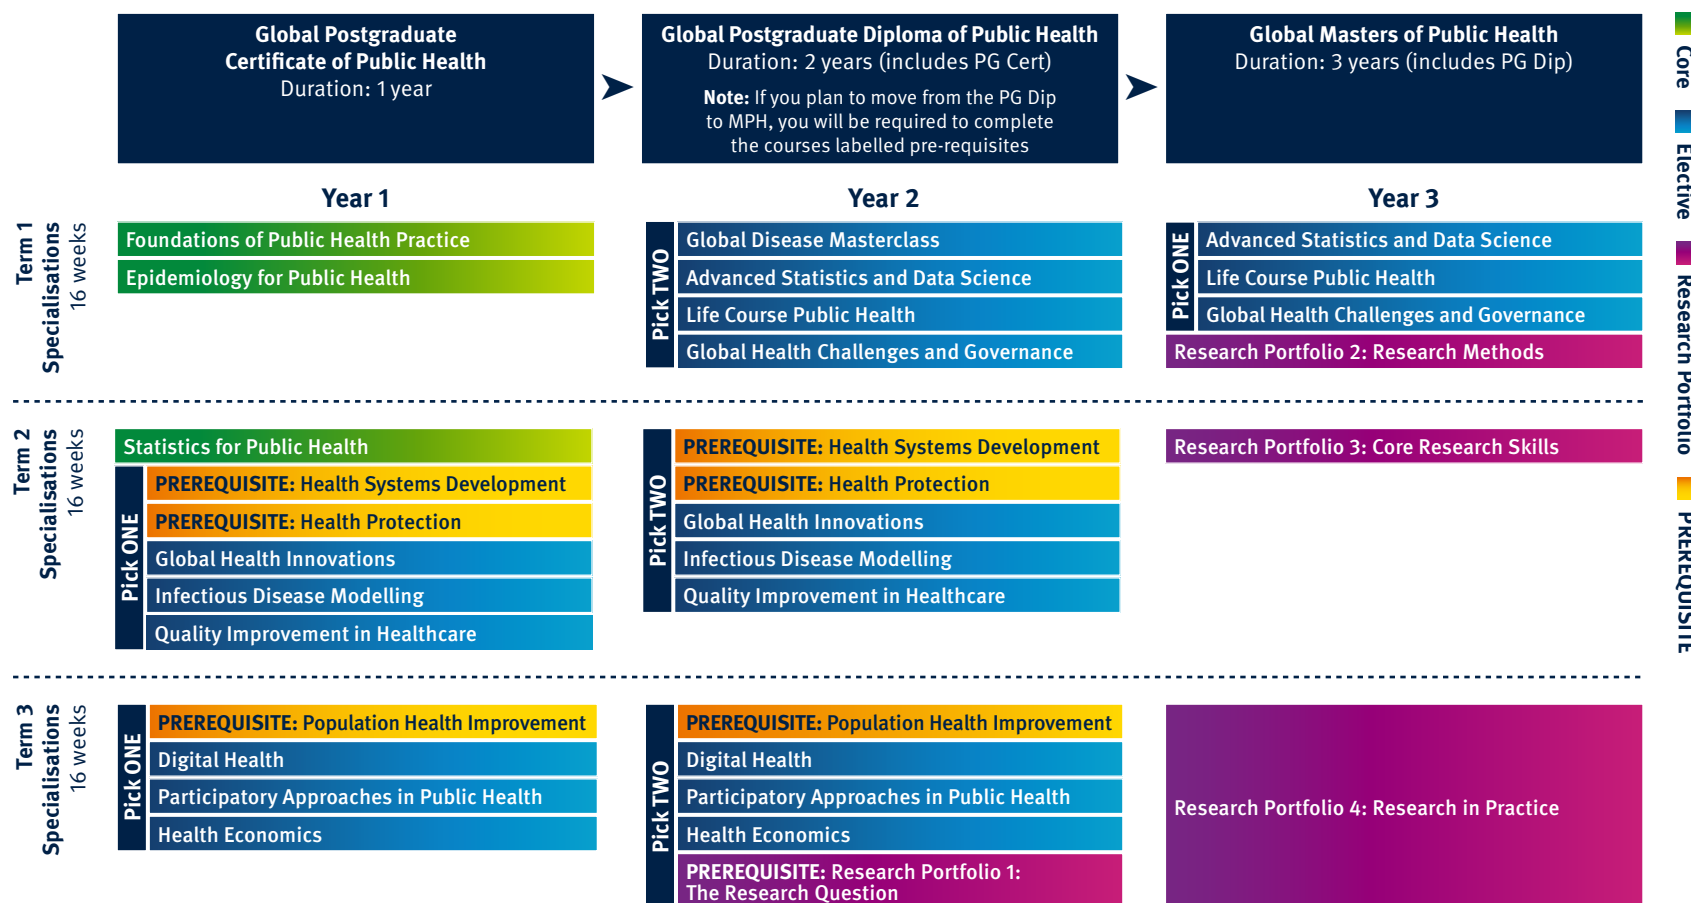 Global Postgraduate
Certificate of Public Health
Duration: 1 year
Global Postgraduate Diploma of Public Health
Duration: 2 years (includes PG Cert)
Note: If you plan to move from the PG Dip
to MPH, you will be required to complete
the courses labelled pre-requisites
Global Masters of Public Health
Duration: 3 years (includes PG Dip)
Core
Elective
Research Portfolio
PREREQUISITE
Year 1
Year 2
Year 3
Term 1
Specialisations
16 weeks
Foundations of Public Health Practice
Epidemiology for Public Health
Pick TWO
Global Disease Masterclass
Advanced Statistics and Data Science
Life Course Public Health
Global Health Challenges and Governance
Pick ONE
Advanced Statistics and Data Science
Life Course Public Health
Global Health Challenges and Governance
Research Portfolio 2: Research Methods
Term 2
Specialisations
16 weeks
Statistics for Public Health
Pick ONE
PREREQUISITE: Health Systems Development
PREREQUISITE: Health Protection
Global Health Innovations
Infectious Disease Modelling
Quality Improvement in Healthcare
Pick TWO
PREREQUISITE: Health Systems Development
PREREQUISITE: Health Protection
Global Health Innovations
Infectious Disease Modelling
Quality Improvement in Healthcare
Research Portfolio 3: Core Research Skills
Term 3
Specialisations
16 weeks
Pick ONE
PREREQUISITE: Population Health Improvement
Digital Health
Participatory Approaches in Public Health
Health Economics
Pick TWO
PREREQUISITE: Population Health Improvement
Digital Health
Participatory Approaches in Public Health
Health Economics
PREREQUISITE: Research Portfolio 1:
The Research Question
Research Portfolio 4: Research in Practice